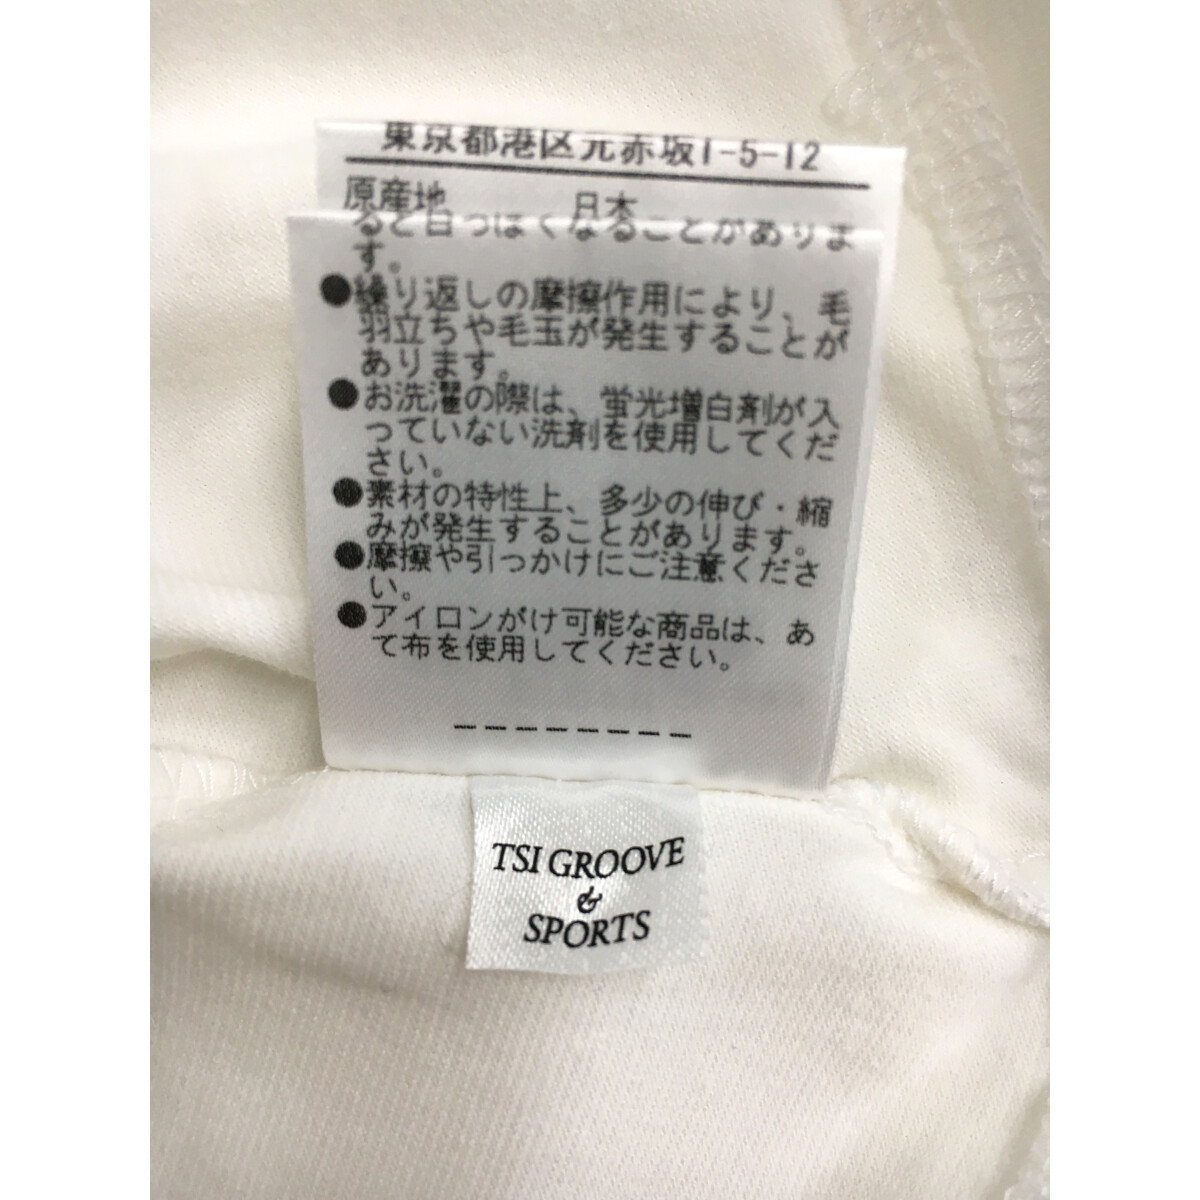 東京都港区元赤坂1-5-12
原産地 日本
ると白っぽくなることがありま
す。
●繰り返しの摩擦作用により、毛
羽立ちや毛玉が発生することが
あります。
●お洗濯の際は、蛍光増白剤が入
っていない洗剤を使用してくだ
さい。
●素材の特性上、多少の伸び・縮
みが発生することがあります。
●摩擦や引っかけにご注意くださ
い。
●アイロンがけ可能な商品は、あ
て布を使用してください。
--------
TSI GROOVE
&
SPORTS